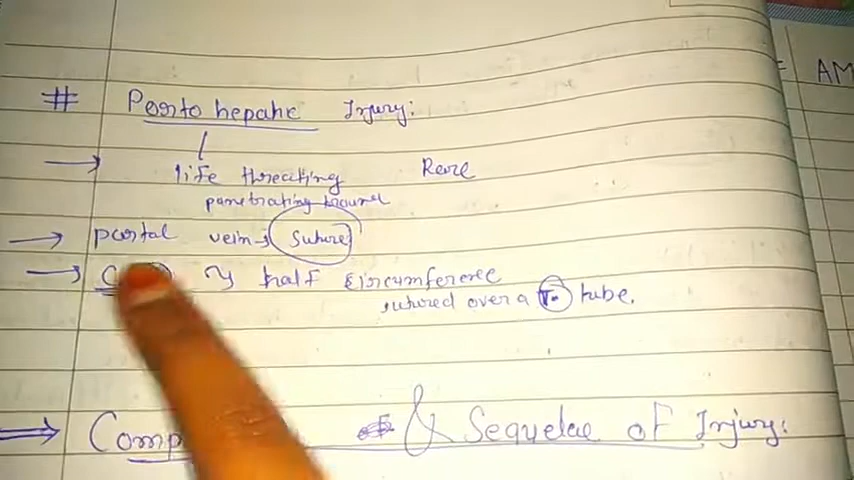 # Porto hepatic Injury:
→ life threating Rare
penetrating wound
→ portal vein → Suture
→ half circumference
sutured over a T. tube.
⇒ Comp & Sequelae of Injury:
AM